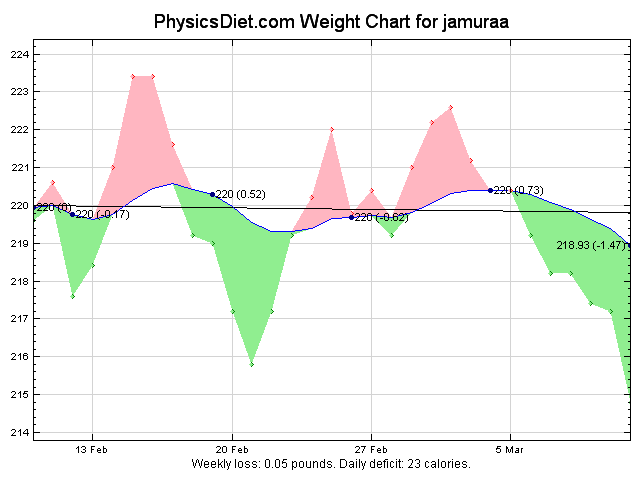 PhysicsDiet.com Weight Chart for jamuraa
224
223
222
221
220 (0.52)
220 (0.73)
220
220 (0)
220 (-0.17)
220 (-0.62)
219
218.93 (-1.47)
218
217
216
215
214
13 Feb
20 Feb
27 Feb
5 Mar
Weekly loss: 0.05 pounds. Daily deficit: 23 calories.